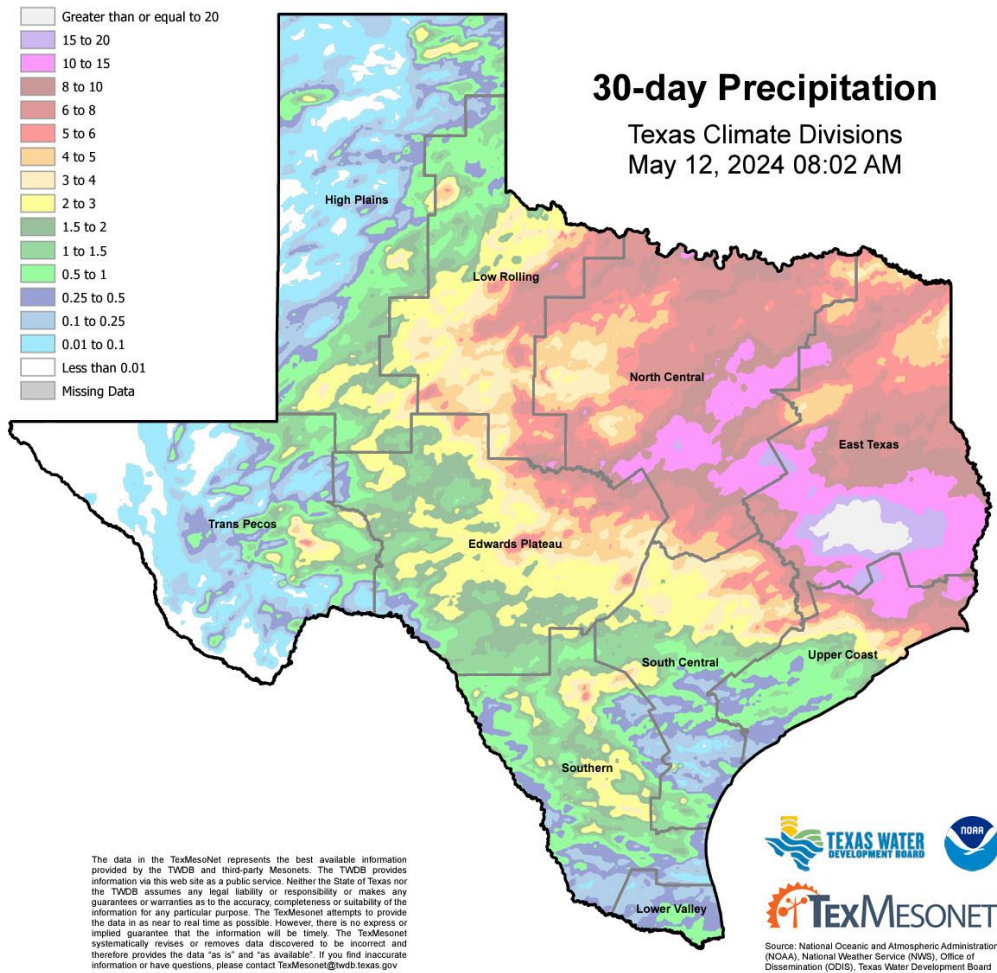 Greater than or equal to 20
15 to 20
10 to 15
8 to 10
6 to 8
5 to 6
4 to 5
3 to 4
2 to 3
1.5 to 2
1 to 1.5
0.5 to 1
0.25 to 0.5
0.1 to 0.25
0.01 to 0.1
Less than 0.01
Missing Data
30-day Precipitation
Texas Climate Divisions
May 12, 2024 08:02 AM
High Plains
Low Rolling
North Central
East Texas
Trans Pecos
Edwards Plateau
South Central
Upper Coast
Southern
Lower Valley
The data in the TexMesoNet represents the best available information
provided by the TWDB and third-party Mesonets. The TWDB provides
information via this web site as a public service. Neither the State of Texas nor
the TWDB assumes any legal liability or responsibility or makes any
guarantees or warranties as to the accuracy, completeness or suitability of the
information for any particular purpose. The TexMesonet attempts to provide
the data in as near to real time as possible. However, there is no express or
implied guarantee that the information will be timely. The TexMesonet
systematically revises or removes data discovered to be incorrect and
therefore provides the data "as is" and "as available". If you find inaccurate
information or have questions, please contact TexMesonet@twdb.texas.gov
TEXAS WATER
DEVELOPMENT BOARD
NOAA
TEXMESONET
Source: National Oceanic and Atmospheric Administration
(NOAA), National Weather Service (NWS), Office of
Dissemination (ODIS), Texas Water Development Board